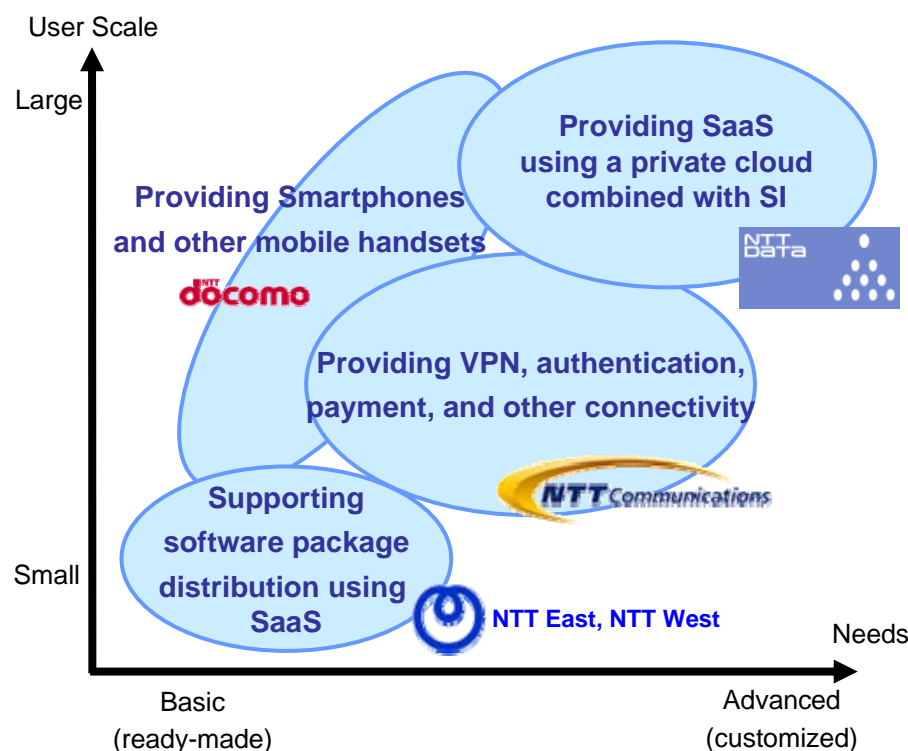 User Scale
Large
Providing SaaS
using a private cloud
combined with SI
Providing Smartphones
and other mobile handsets
NTT
DATA
NTT
döcomo
Providing VPN, authentication,
payment, and other connectivity
NTT Communications
Supporting
software package
distribution using
SaaS
Small
NTT East, NTT West
Needs
Basic
(ready-made)
Advanced
(customized)